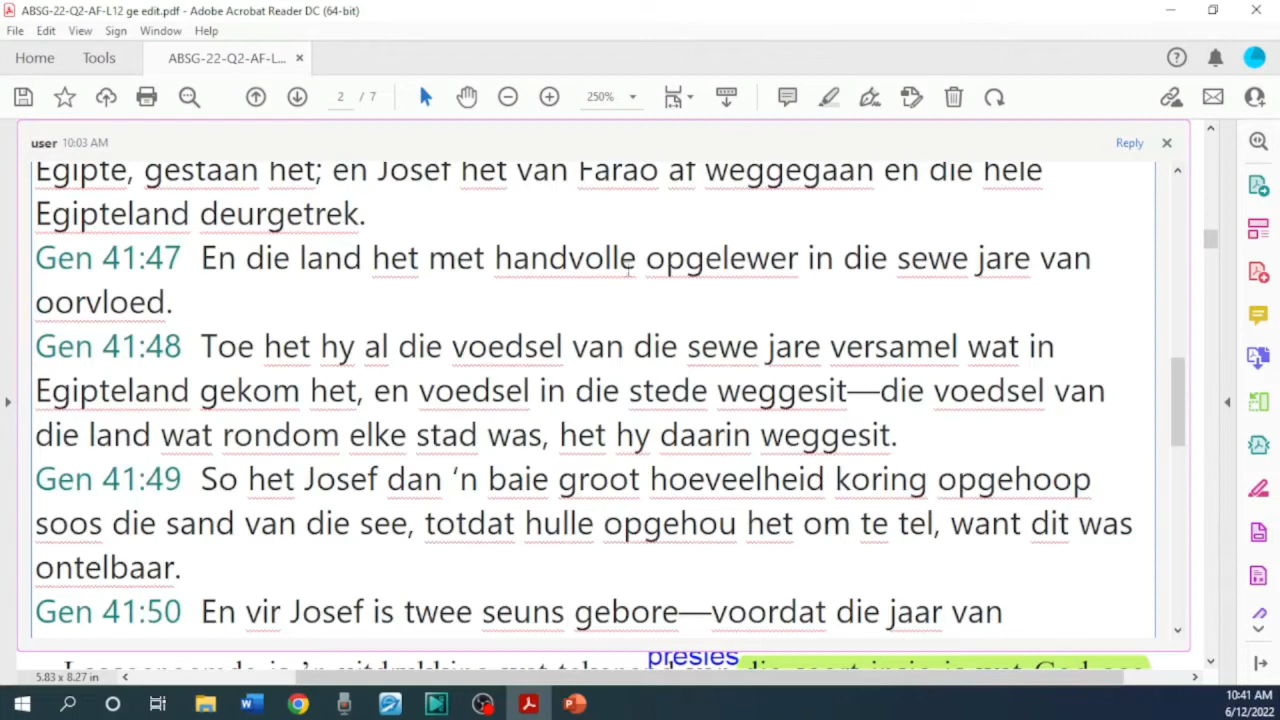 ABSG-22-Q2-AF-L12 ge edit.pdf - Adobe Acrobat Reader DC (64-bit)
File Edit View Sign Window Help
Home Tools ABSG-22-Q2-AF-L... ×
2 / 7 250%
user 10:03 AM Reply
Egipte, gestaan het; en Josef het van Farao af weggegaan en die hele
Egipteland deurgetrek.
Gen 41:47 En die land het met handvolle opgelewer in die sewe jare van
oorvloed.
Gen 41:48 Toe het hy al die voedsel van die sewe jare versamel wat in
Egipteland gekom het, en voedsel in die stede weggesit—die voedsel van
die land wat rondom elke stad was, het hy daarin weggesit.
Gen 41:49 So het Josef dan ‘n baie groot hoeveelheid koring opgehoop
soos die sand van die see, totdat hulle opgehou het om te tel, want dit was
ontelbaar.
Gen 41:50 En vir Josef is twee seuns gebore—voordat die jaar van
presies
5.83 x 8.27 in
10:41 AM
6/12/2022